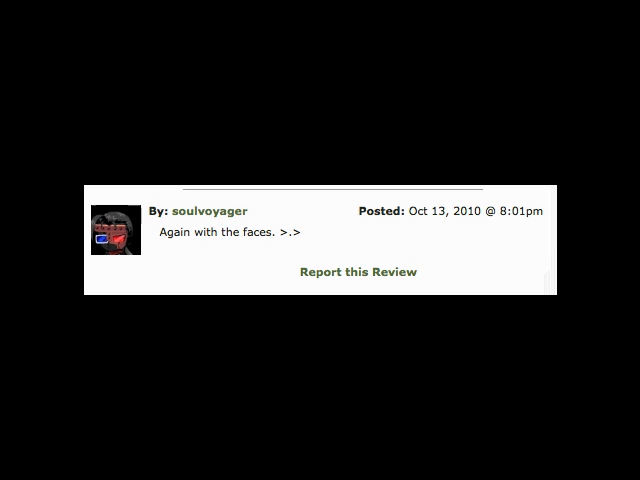 By: soulvoyager Posted: Oct 13, 2010 @ 8:01pm
Again with the faces. >.>
Report this Review